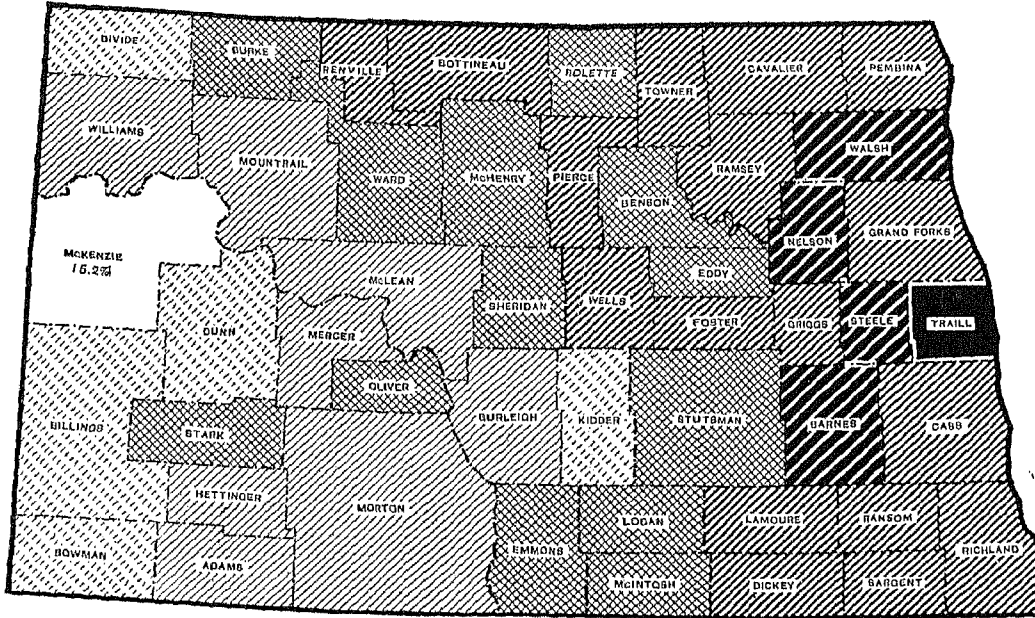 DIVIDE
BURKE
RENVILLE
BOTTINEAU
ROLETTE
TOWNER
CAVALIER
PEMBINA
WILLIAMS
MOUNTRAIL
WARD
McHENRY
PIERCE
BENSON
RAMSEY
WALSH
NELSON
GRAND FORKS
McKENZIE
15.2%
DUNN
McLEAN
MERCER
SHERIDAN
WELLS
EDDY
FOSTER
GRIGGS
STEELE
TRAILL
BILLINGS
STARK
OLIVER
BURLEIGH
KIDDER
STUTSMAN
BARNES
CASS
HETTINGER
MORTON
BOWMAN
ADAMS
EMMONS
LOGAN
McINTOSH
LAMOURE
DICKEY
RANSOM
SARGENT
RICHLAND